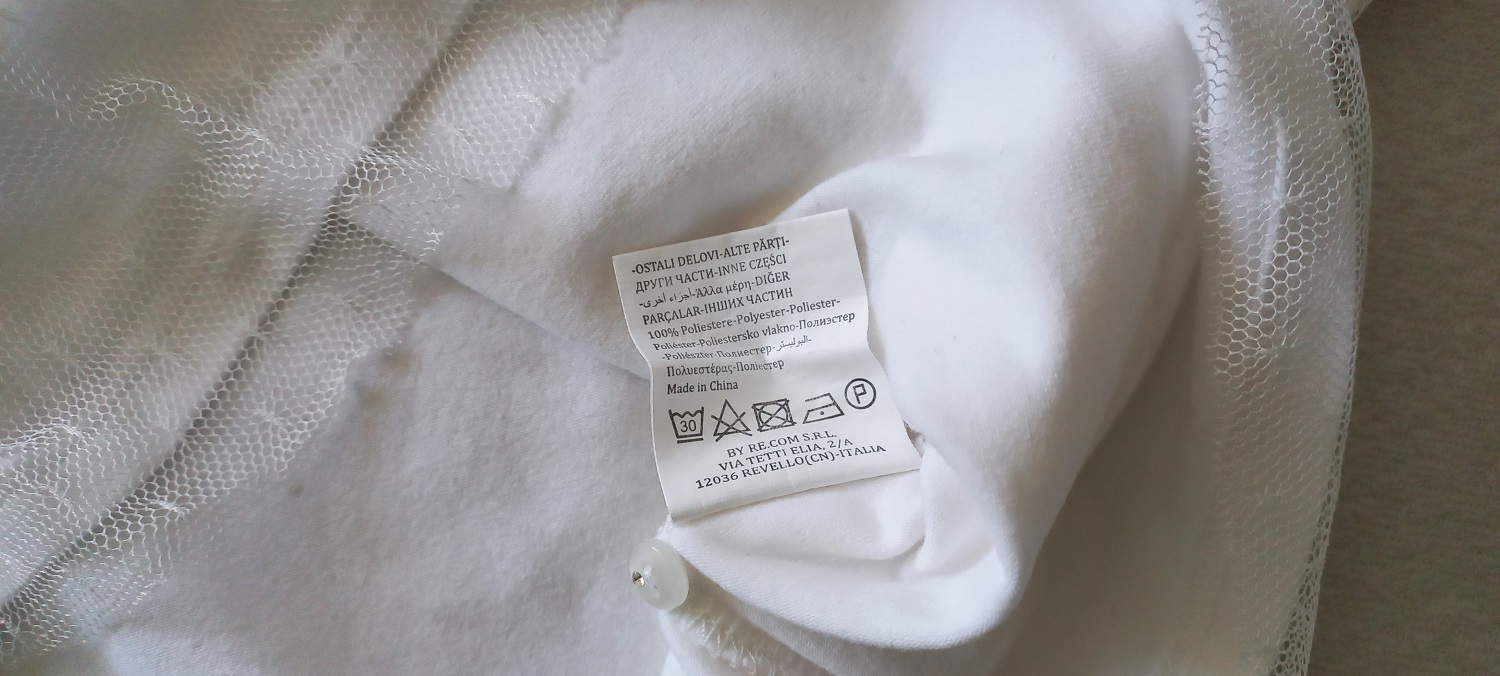 -OSTALI DELOVI-ALTE PĂRŢI-
ДРУГИ ЧАСТИ-INNE CZĘŚCI
-أجزاء أخرى-Άλλα μέρη-DIĞER
PARÇALAR-ІНШИХ ЧАСТИН
100% Poliestere-Polyester-Poliester-
Poliéster-Poliestersko vlakno-Полиэстер
-Poliészter-Полиестер-البوليستر-
Πολυεστέρας-Поліестер
Made in China
30 P
BY RE.COM S.R.L.
VIA TETTI ELIA, 2/A
12036 REVELLO(CN)-ITALIA